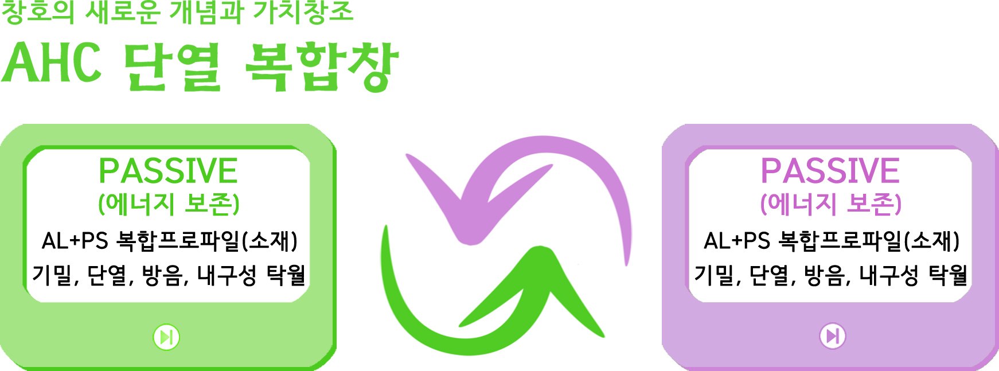 창호의 새로운 개념과 가치창조
AHC 단열 복합창
PASSIVE
(에너지 보존)
AL+PS 복합프로파일(소재)
기밀, 단열, 방음, 내구성 탁월
PASSIVE
(에너지 보존)
AL+PS 복합프로파일(소재)
기밀, 단열, 방음, 내구성 탁월